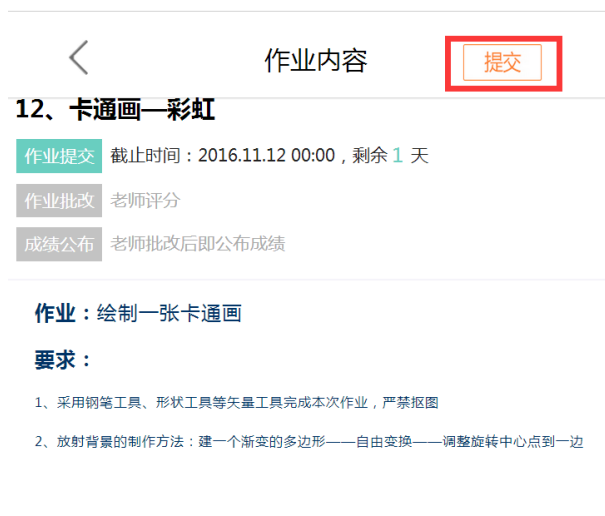 作业内容
提交
12、卡通画—彩虹
作业提交 截止时间：2016.11.12 00:00，剩余 1 天
作业批改 老师评分
成绩公布 老师批改后即公布成绩
作业：绘制一张卡通画
要求：
1、采用钢笔工具、形状工具等矢量工具完成本次作业，严禁抠图
2、放射背景的制作方法：建一个渐变的多边形——自由变换——调整旋转中心点到一边